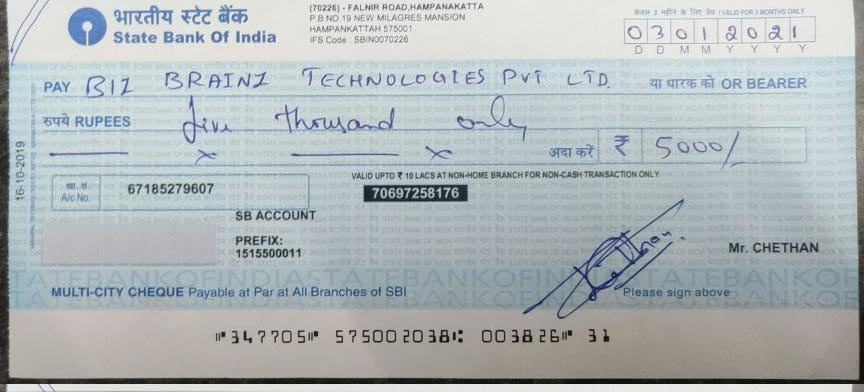 भारतीय स्टेट बैंक
State Bank Of India
(70226) - FALNIR ROAD,HAMPANAKATTA
P.B.NO.19 NEW MILAGRES MANSION
HAMPANKATTAH 575001
IFS Code : SBIN0070226
केवल 3 महीने के लिए वैध / VALID FOR 3 MONTHS ONLY
0 3 0 1 2 0 2 1
D D M M Y Y Y Y
PAY BIZ BRAINZ TECHNOLOGIES PVT LTD. या धारक को OR BEARER
रुपये RUPEES five thousand only
अदा करें ₹ 5000/
16-10-2019
VALID UPTO ₹ 10 LACS AT NON-HOME BRANCH FOR NON-CASH TRANSACTION ONLY
खा. सं. A/c No. 67185279607
70697258176
SB ACCOUNT
PREFIX:
1515500011
Mr. CHETHAN
MULTI-CITY CHEQUE Payable at Par at All Branches of SBI
Please sign above
⑈347705⑈ 575002038⑆ 003826⑈ 31